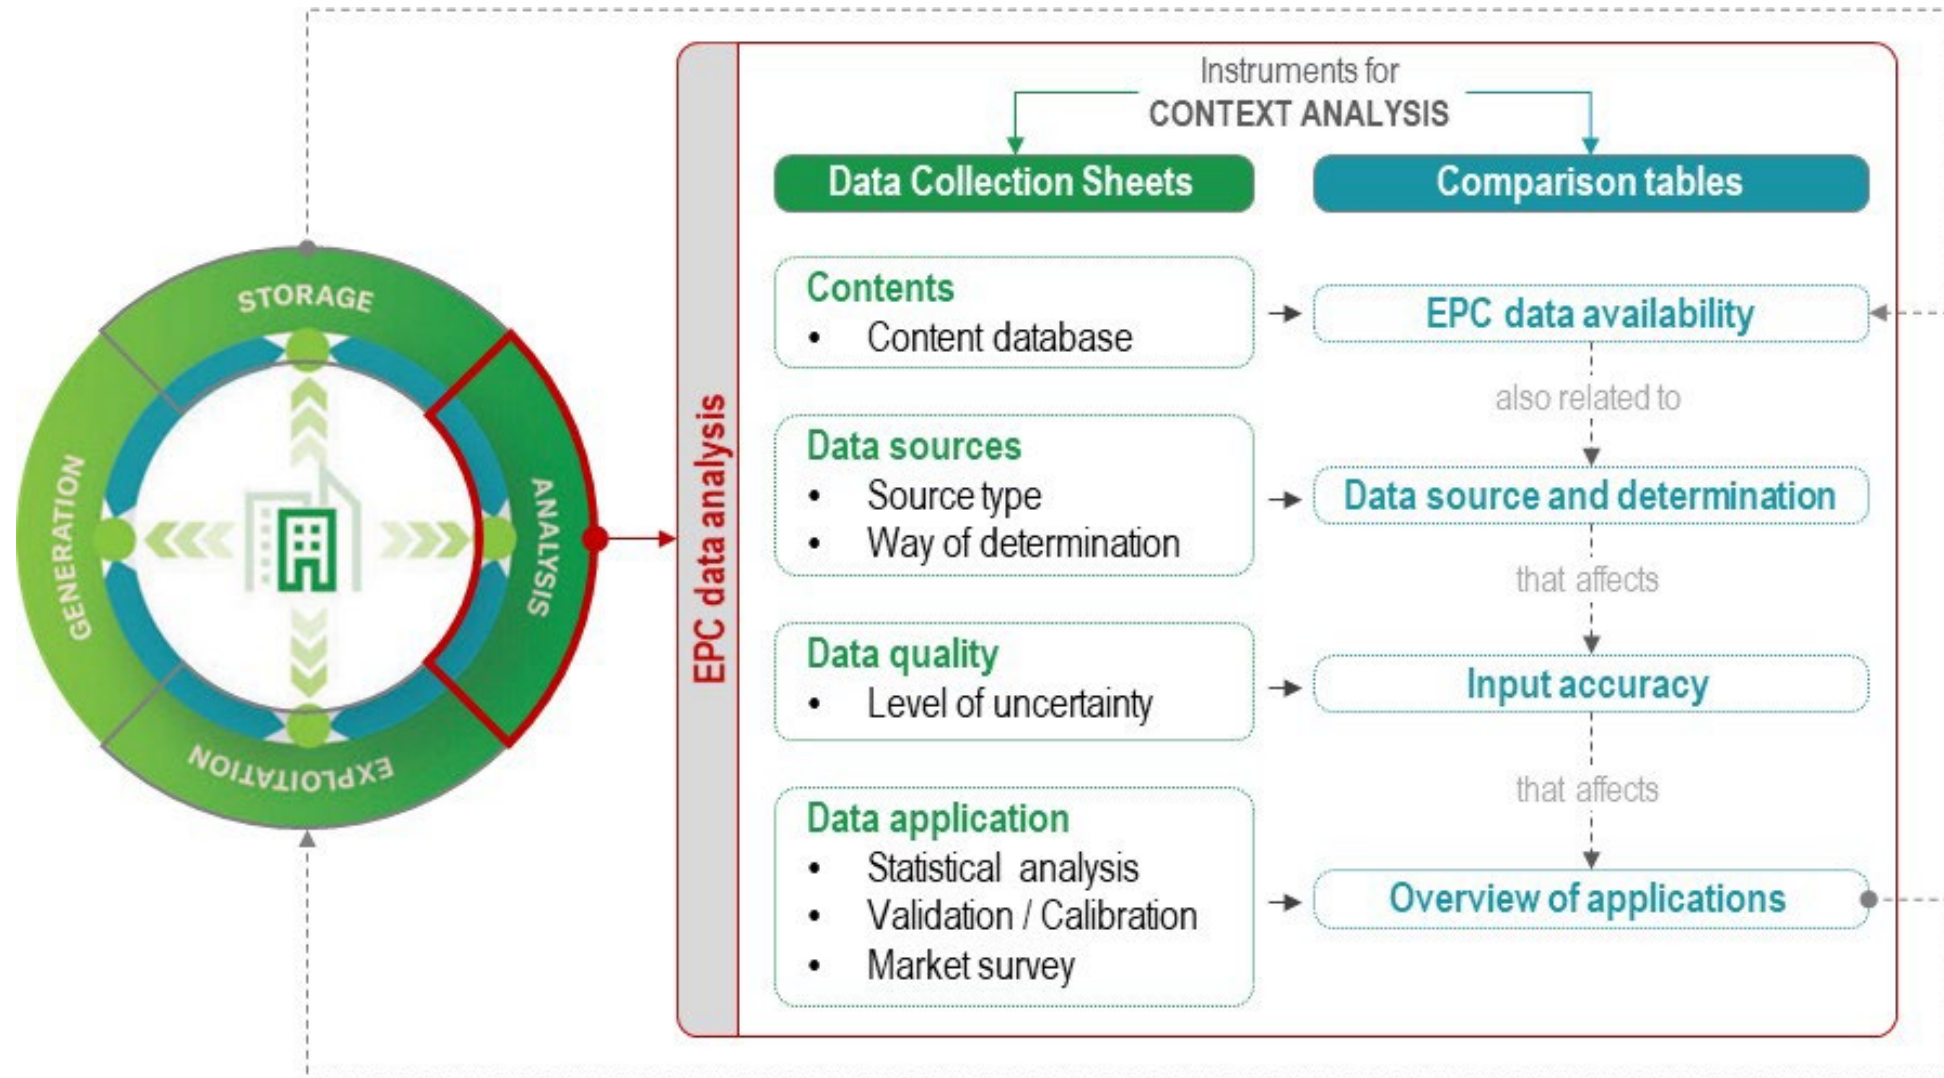 STORAGE
GENERATION
ANALYSIS
EXPLOITATION
EPC data analysis
Instruments for
CONTEXT ANALYSIS
Data Collection Sheets
Comparison tables
Contents
• Content database
EPC data availability
also related to
Data sources
• Source type
• Way of determination
Data source and determination
that affects
Data quality
• Level of uncertainty
Input accuracy
that affects
Data application
• Statistical analysis
• Validation / Calibration
• Market survey
Overview of applications